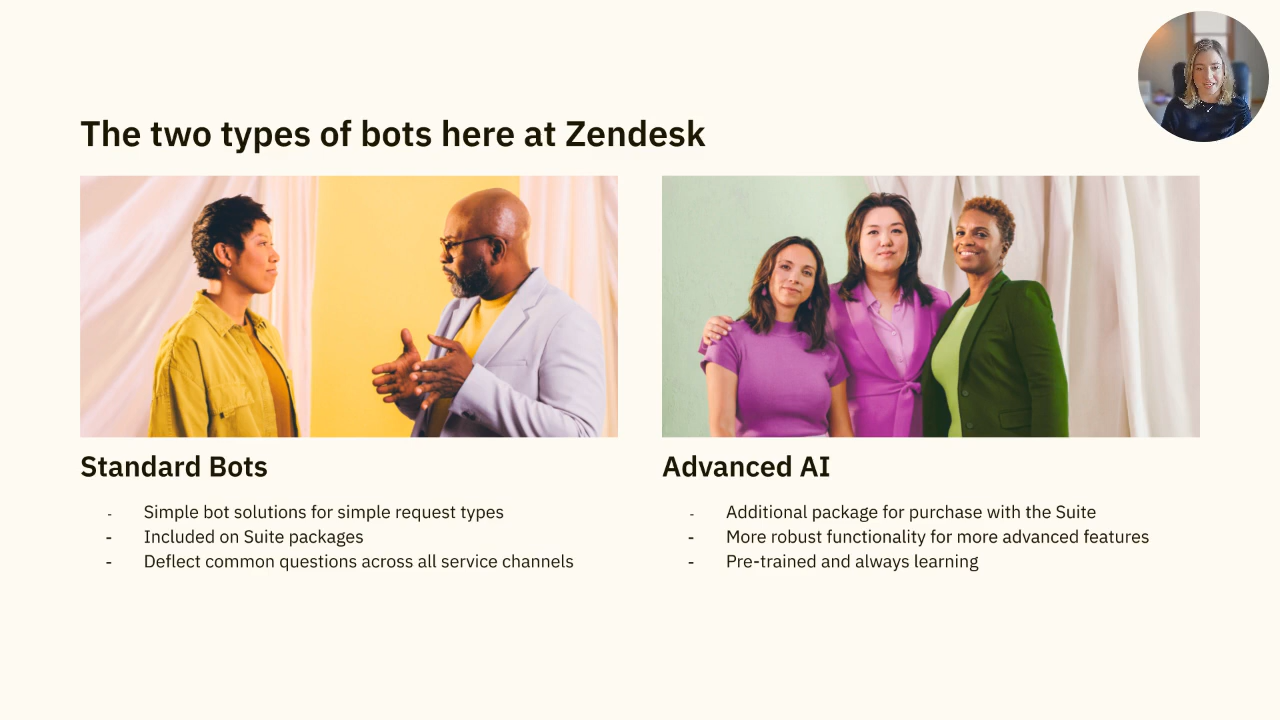 The two types of bots here at Zendesk
Standard Bots
- Simple bot solutions for simple request types
- Included on Suite packages
- Deflect common questions across all service channels
Advanced AI
- Additional package for purchase with the Suite
- More robust functionality for more advanced features
- Pre-trained and always learning